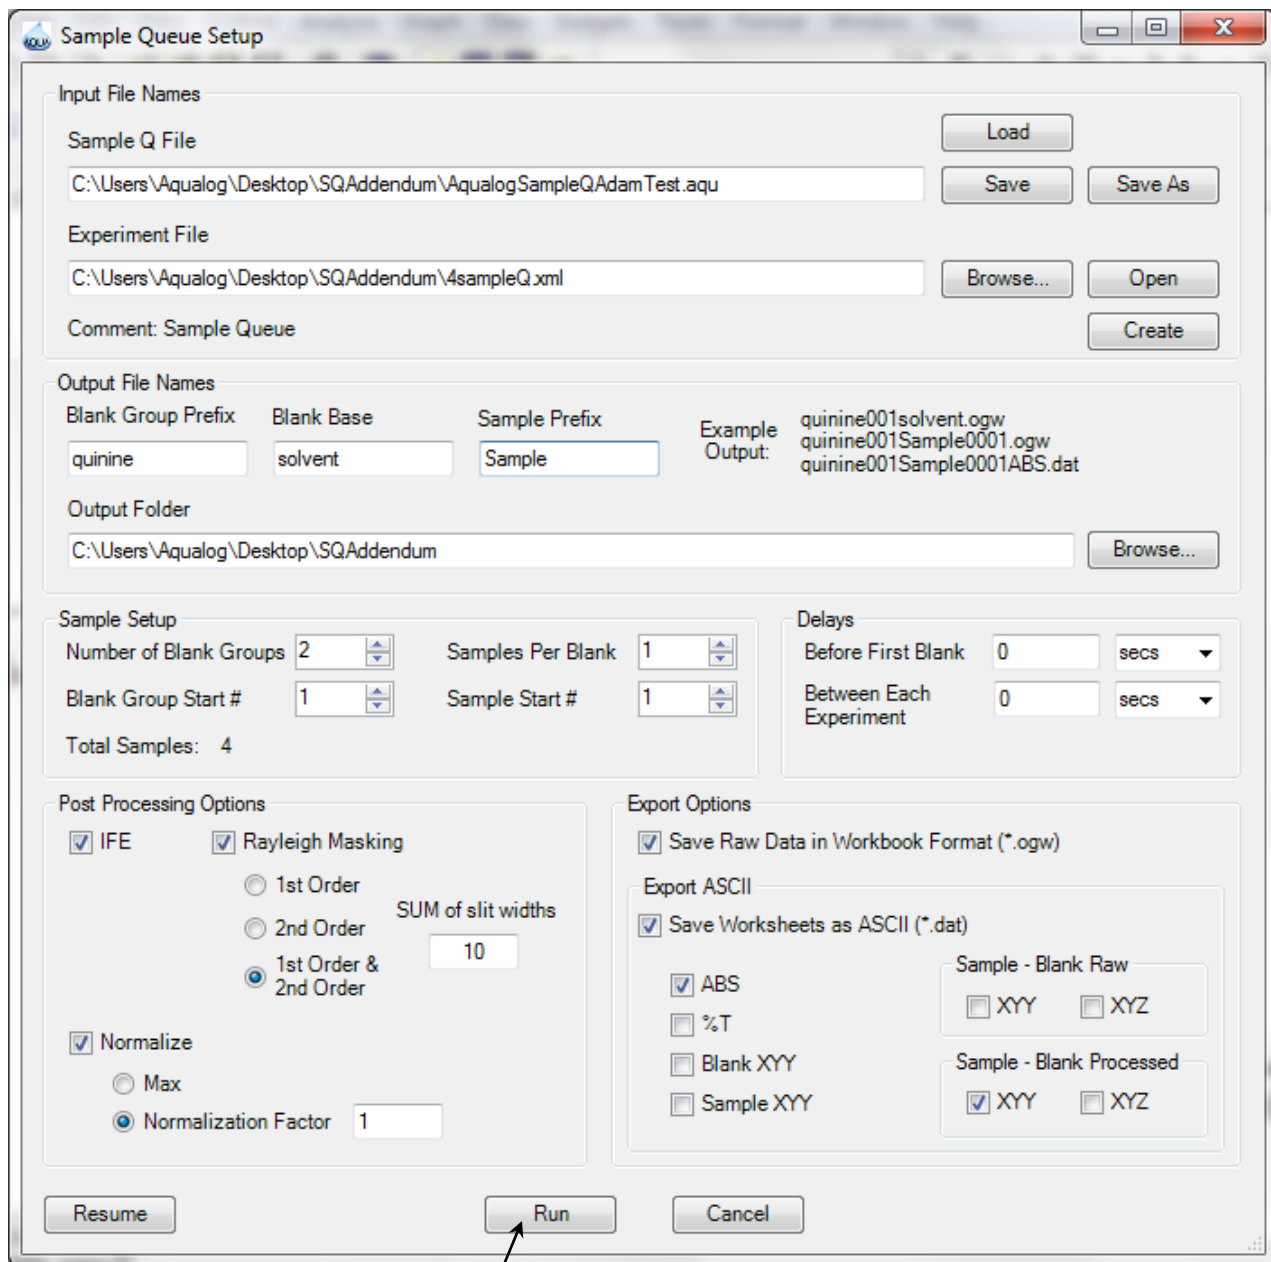 AQUA Sample Queue Setup
Input File Names
Sample Q File
Load
C:\Users\Aqualog\Desktop\SQAddendum\AqualogSampleQAdamTest.aqu
Save
Save As
Experiment File
C:\Users\Aqualog\Desktop\SQAddendum\4sampleQ.xml
Browse...
Open
Comment: Sample Queue
Create
Output File Names
Blank Group Prefix
Blank Base
Sample Prefix
quinine
solvent
Sample
Example
Output:
quinine001solvent.ogw
quinine001Sample0001.ogw
quinine001Sample0001ABS.dat
Output Folder
C:\Users\Aqualog\Desktop\SQAddendum
Browse...
Sample Setup
Number of Blank Groups 2
Samples Per Blank 1
Blank Group Start # 1
Sample Start # 1
Total Samples: 4
Delays
Before First Blank 0 secs
Between Each
Experiment
0 secs
Post Processing Options
IFE
Rayleigh Masking
1st Order
2nd Order
1st Order &
2nd Order
SUM of slit widths
10
Normalize
Max
Normalization Factor 1
Export Options
Save Raw Data in Workbook Format (*.ogw)
Export ASCII
Save Worksheets as ASCII (*.dat)
ABS
%T
Blank XYY
Sample XYY
Sample - Blank Raw
XYY XYZ
Sample - Blank Processed
XYY XYZ
Resume
Run
Cancel